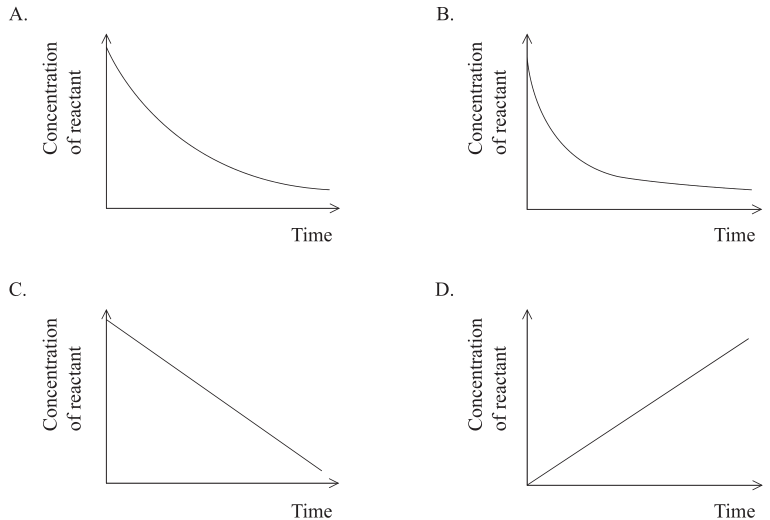 A.
Concentration
of reactant
Time
B.
Concentration
of reactant
Time
C.
Concentration
of reactant
Time
D.
Concentration
of reactant
Time